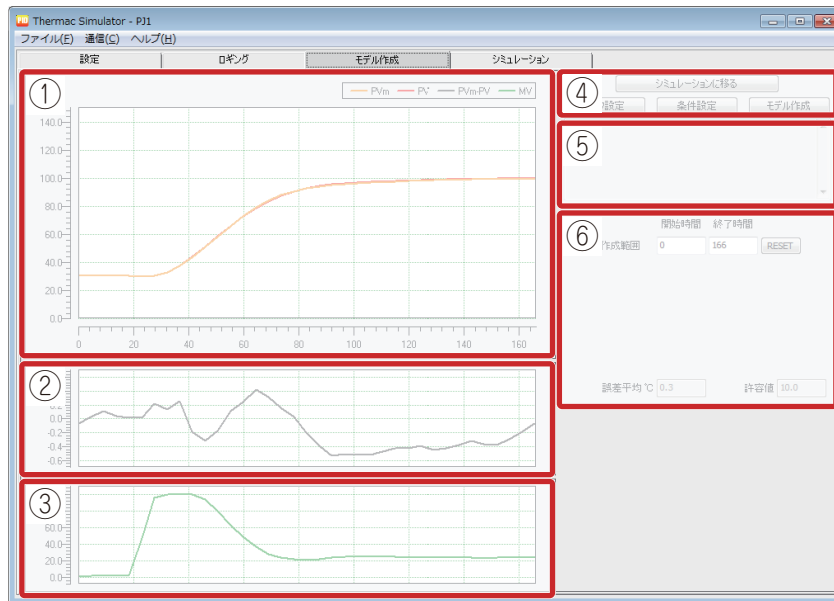 Thermac Simulator - PJ1
ファイル(F) 通信(C) ヘルプ(H)
設定 ロギング モデル作成 シミュレーション
①
PVm PV' PVm-PV MV
140.0
120.0
100.0
80.0
60.0
40.0
20.0
0.0
0 20 40 60 80 100 120 140 160
②
0.2
0.0
-0.2
-0.4
-0.6
③
60.0
40.0
20.0
0.0
④
シミュレーションに移る
設定 条件設定 モデル作成
⑤
⑥
開始時間 終了時間
作成範囲 0 166 RESET
誤差平均℃ 0.3 許容値 10.0